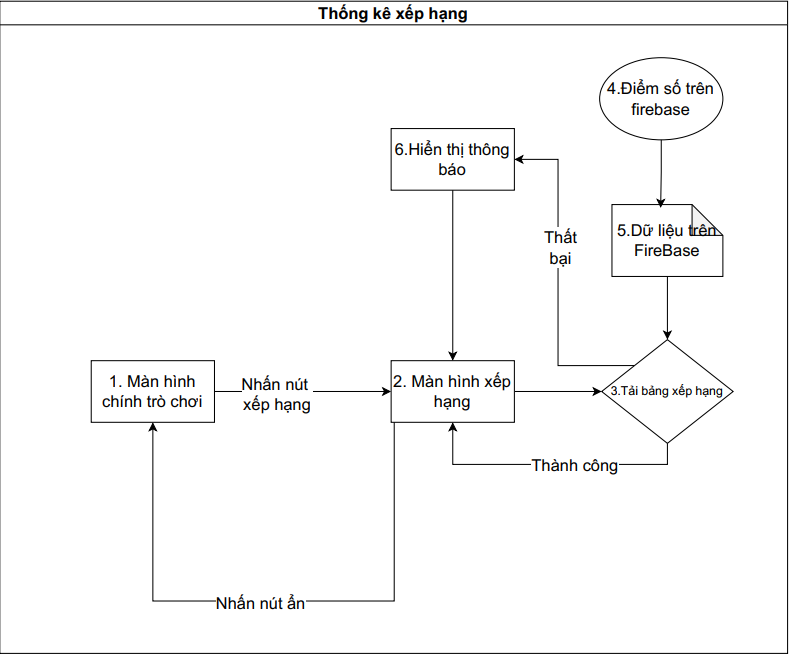 Thống kê xếp hạng
4.Điểm số trên
firebase
6.Hiển thị thông
báo
5.Dữ liệu trên
FireBase
Thất
bại
1. Màn hình
chính trò chơi
Nhấn nút
xếp hạng
2. Màn hình xếp
hạng
3.Tải bảng xếp hạng
Thành công
Nhấn nút ẩn